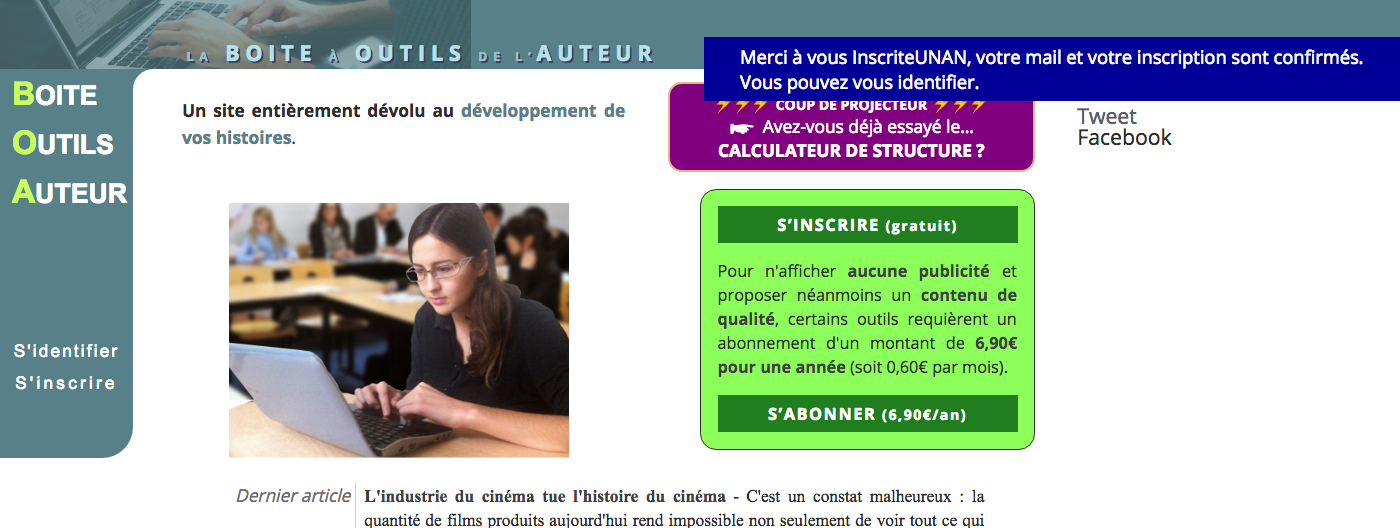 LA BOITE À OUTILS DE L'AUTEUR
Merci à vous InscriteUNAN, votre mail et votre inscription sont confirmés.
Vous pouvez vous identifier.
BOITE
OUTILS
AUTEUR
S'identifier
S'inscrire
Un site entièrement dévolu au développement de
vos histoires.
⚡⚡⚡ COUP DE PROJECTEUR ⚡⚡⚡
☛ Avez-vous déjà essayé le…
CALCULATEUR DE STRUCTURE ?
Tweet
Facebook
S’INSCRIRE (gratuit)
Pour n'afficher aucune publicité et
proposer néanmoins un contenu de
qualité, certains outils requièrent un
abonnement d'un montant de 6,90€
pour une année (soit 0,60€ par mois).
S’ABONNER (6,90€/an)
Dernier article
L'industrie du cinéma tue l'histoire du cinéma - C'est un constat malheureux : la
quantité de films produits aujourd'hui rend impossible non seulement de voir tout ce qui